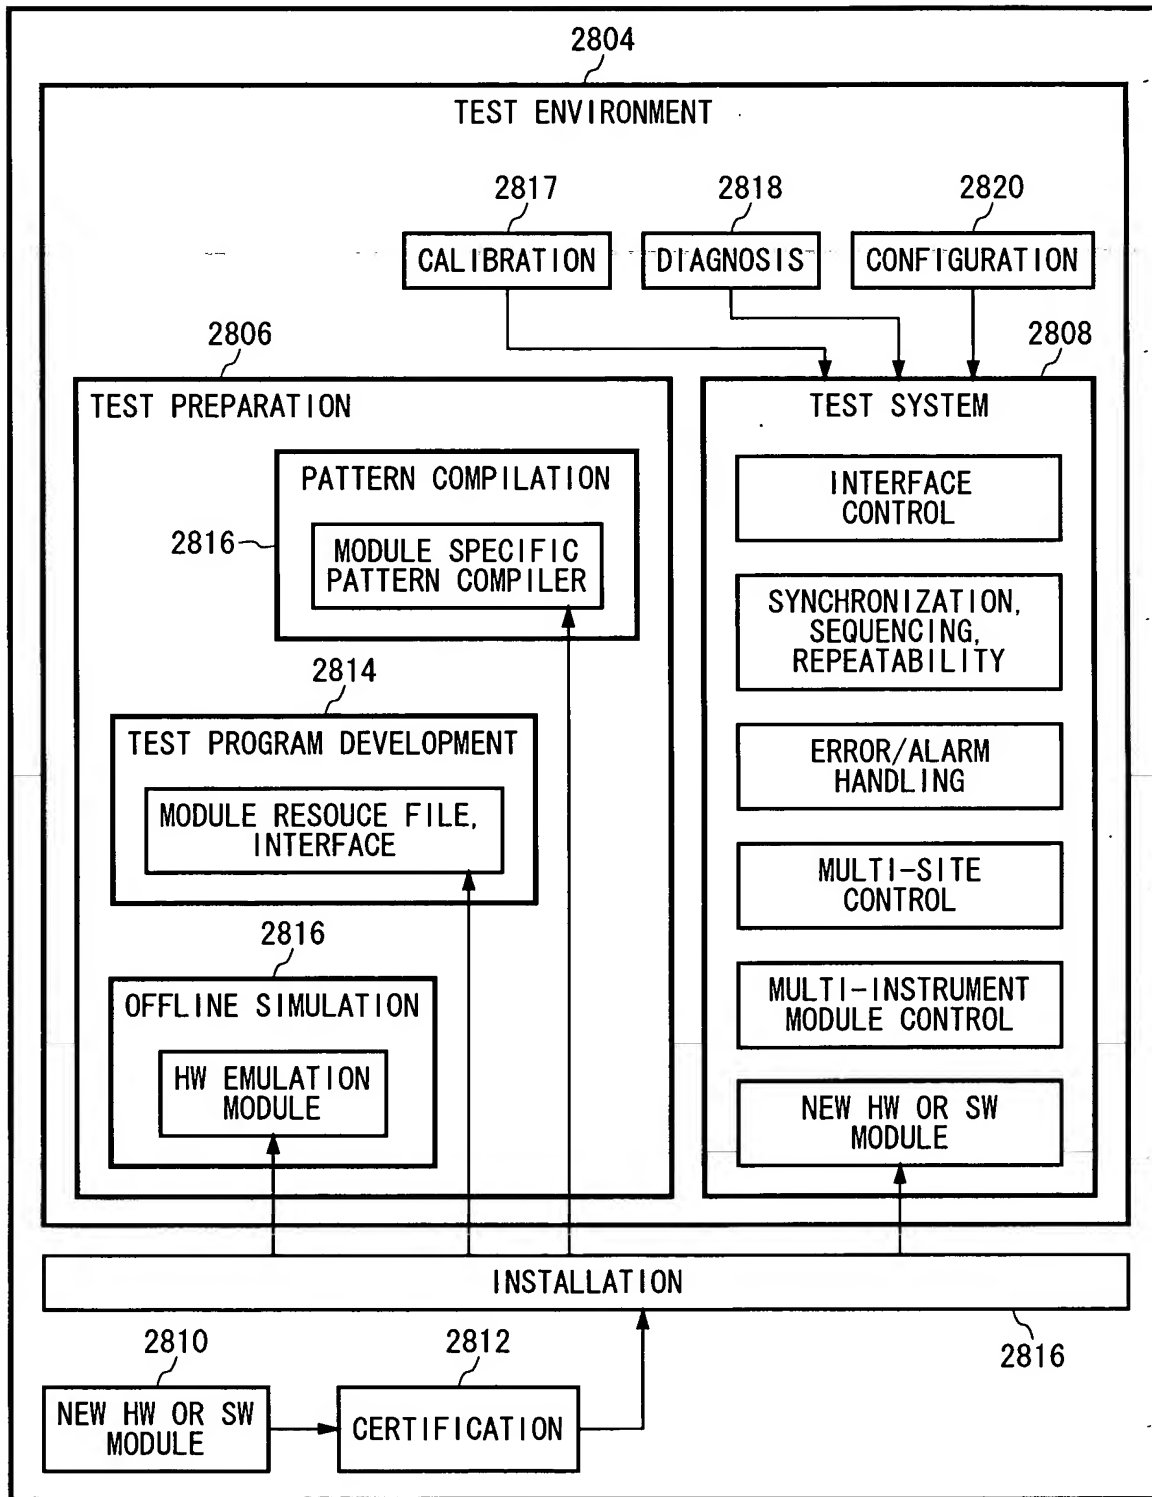 2804
TEST ENVIRONMENT
2817
2818
2820
CALIBRATION
DIAGNOSIS
CONFIGURATION
2806
2808
TEST PREPARATION
PATTERN COMPILATION
2816
MODULE SPECIFIC
PATTERN COMPILER
2814
TEST PROGRAM DEVELOPMENT
MODULE RESOUCE FILE,
INTERFACE
2816
OFFLINE SIMULATION
HW EMULATION
MODULE
TEST SYSTEM
INTERFACE
CONTROL
SYNCHRONIZATION,
SEQUENCING,
REPEATABILITY
ERROR/ALARM
HANDLING
MULTI-SITE
CONTROL
MULTI-INSTRUMENT
MODULE CONTROL
NEW HW OR SW
MODULE
INSTALLATION
2816
2810
2812
NEW HW OR SW
MODULE
CERTIFICATION